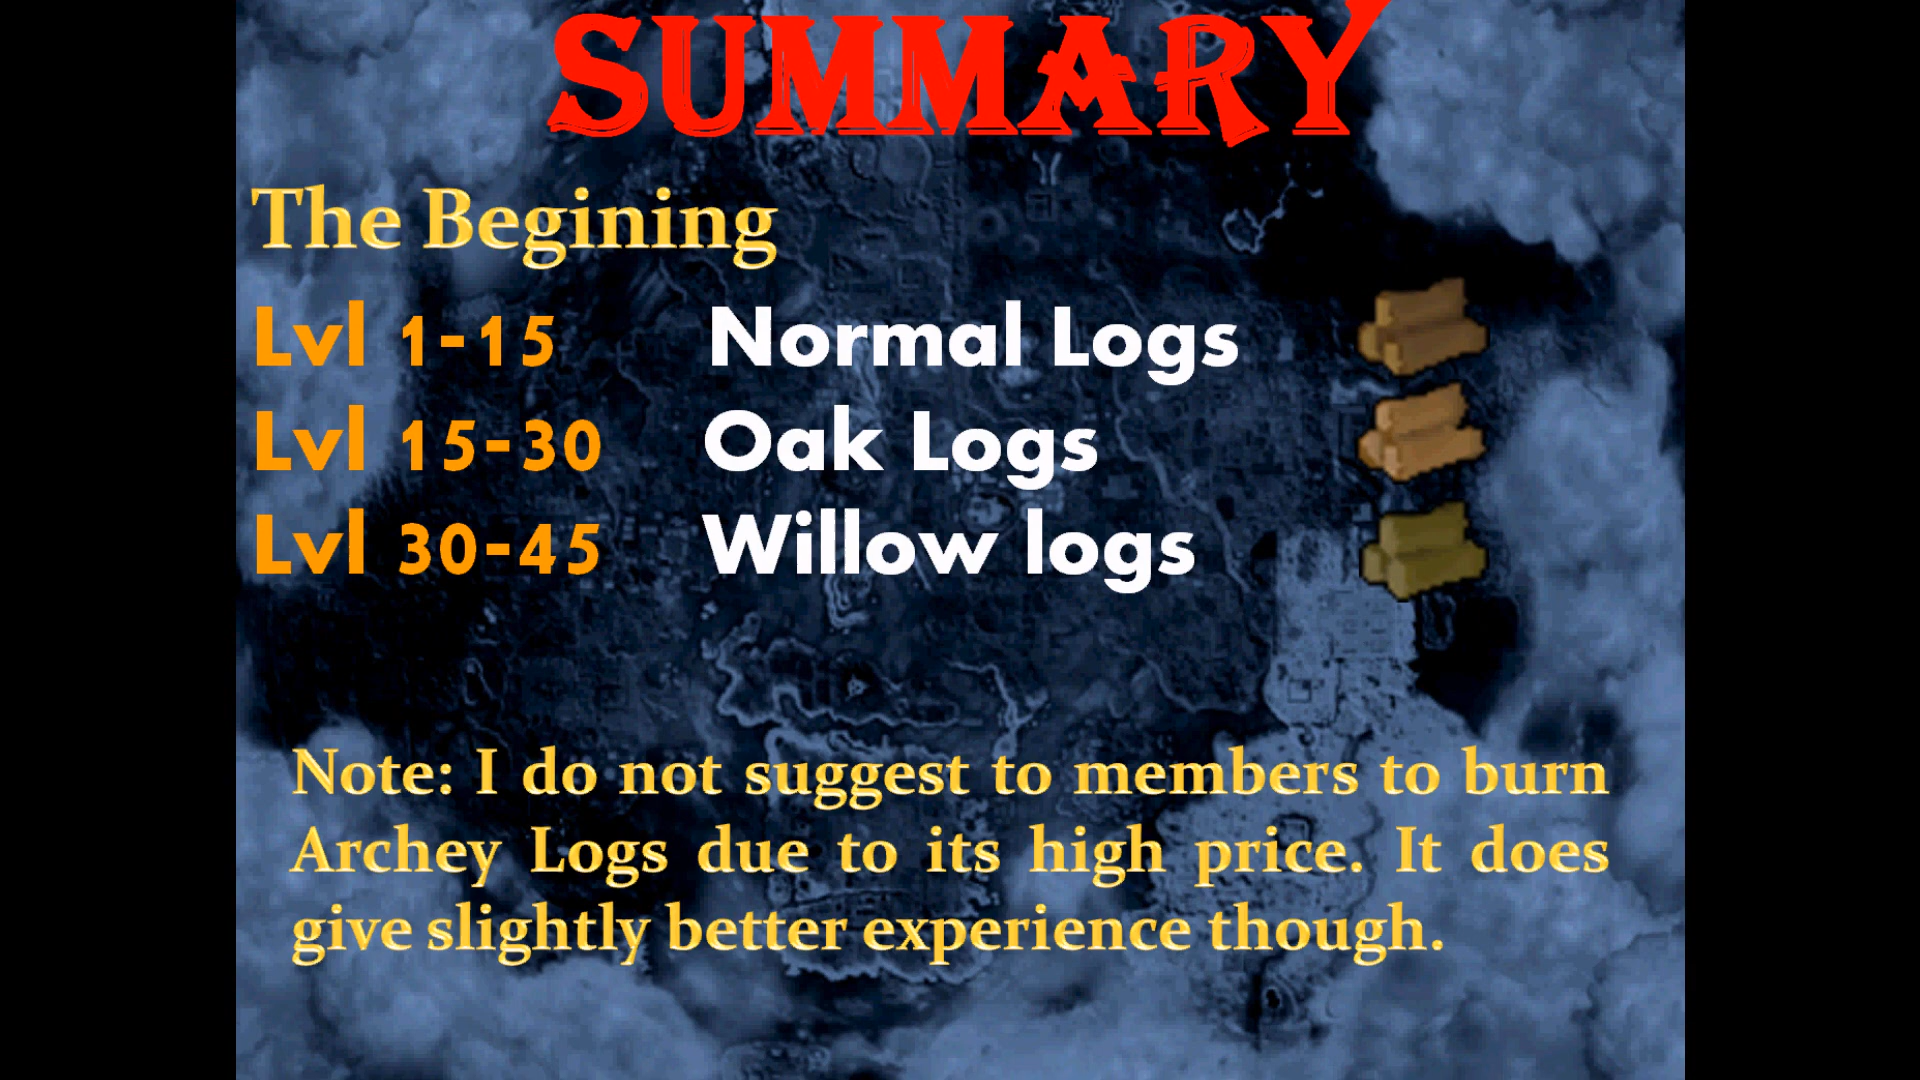 SUMMARY
The Begining
Lvl 1-15 Normal Logs
Lvl 15-30 Oak Logs
Lvl 30-45 Willow logs
Note: I do not suggest to members to burn
Archey Logs due to its high price. It does
give slightly better experience though.